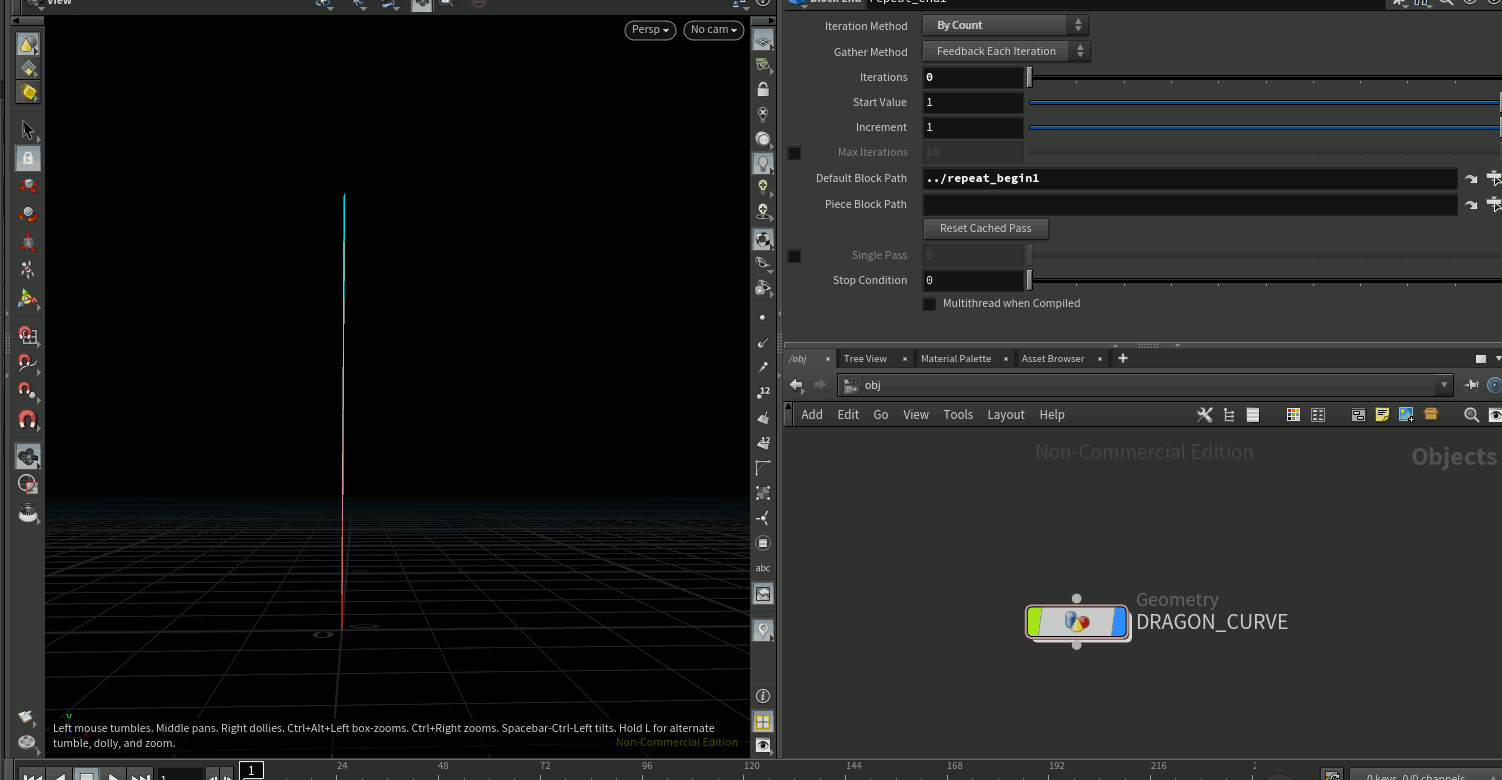 View
Persp
No cam
Block End repeat_end1
Iteration Method By Count
Gather Method Feedback Each Iteration
Iterations 0
Start Value 1
Increment 1
Max Iterations 10
Default Block Path ../repeat_begin1
Piece Block Path
Reset Cached Pass
Single Pass 0
Stop Condition 0
Multithread when Compiled
/obj × Tree View × Material Palette × Asset Browser × +
obj
Add Edit Go View Tools Layout Help
Non-Commercial Edition
Objects
Geometry
DRAGON_CURVE
12
12
abc
y
Left mouse tumbles. Middle pans. Right dollies. Ctrl+Alt+Left box-zooms. Ctrl+Right zooms. Spacebar-Ctrl-Left tilts. Hold L for alternate
tumble, dolly, and zoom.
Non-Commercial Edition
1 1 24 48 72 96 120 144 168 192 216 2
0 keys, 0/0 channels